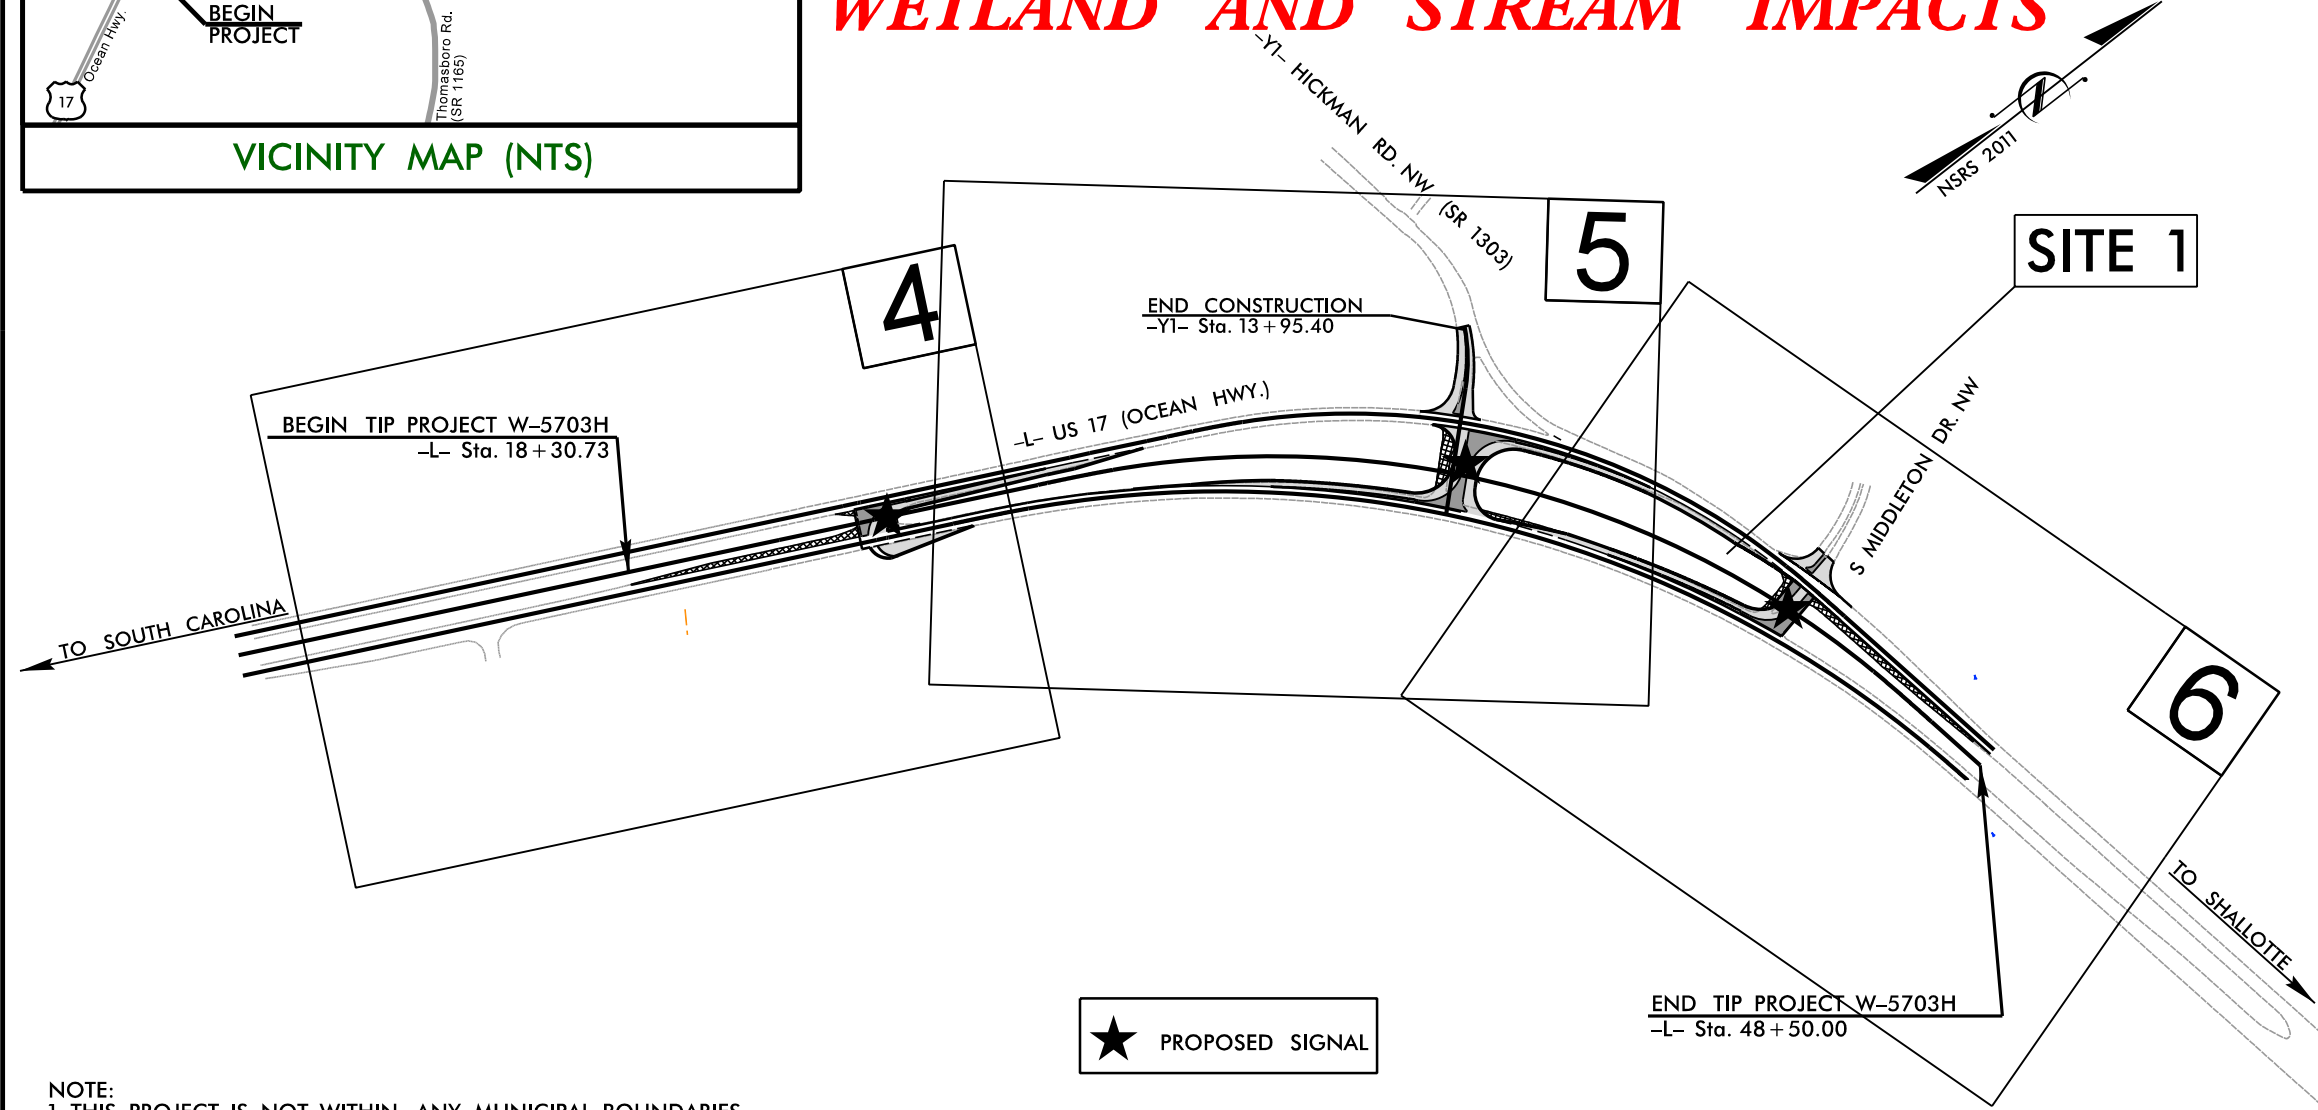 WETLAND AND STREAM IMPACTS
BEGIN
PROJECT
Ocean Hwy.
17
Thomasboro Rd.
(SR 1165)
VICINITY MAP (NTS)
-Y1- HICKMAN RD. NW (SR 1303)
NSRS 2011
SITE 1
5
4
6
END CONSTRUCTION
-Y1- Sta. 13+95.40
-L- US 17 (OCEAN HWY.)
BEGIN TIP PROJECT W-5703H
-L- Sta. 18+30.73
S MIDDLETON DR. NW
TO SOUTH CAROLINA
TO SHALLOTTE
END TIP PROJECT W-5703H
-L- Sta. 48+50.00
PROPOSED SIGNAL
NOTE:
1. THIS PROJECT IS NOT WITHIN ANY MUNICIPAL BOUNDARIES